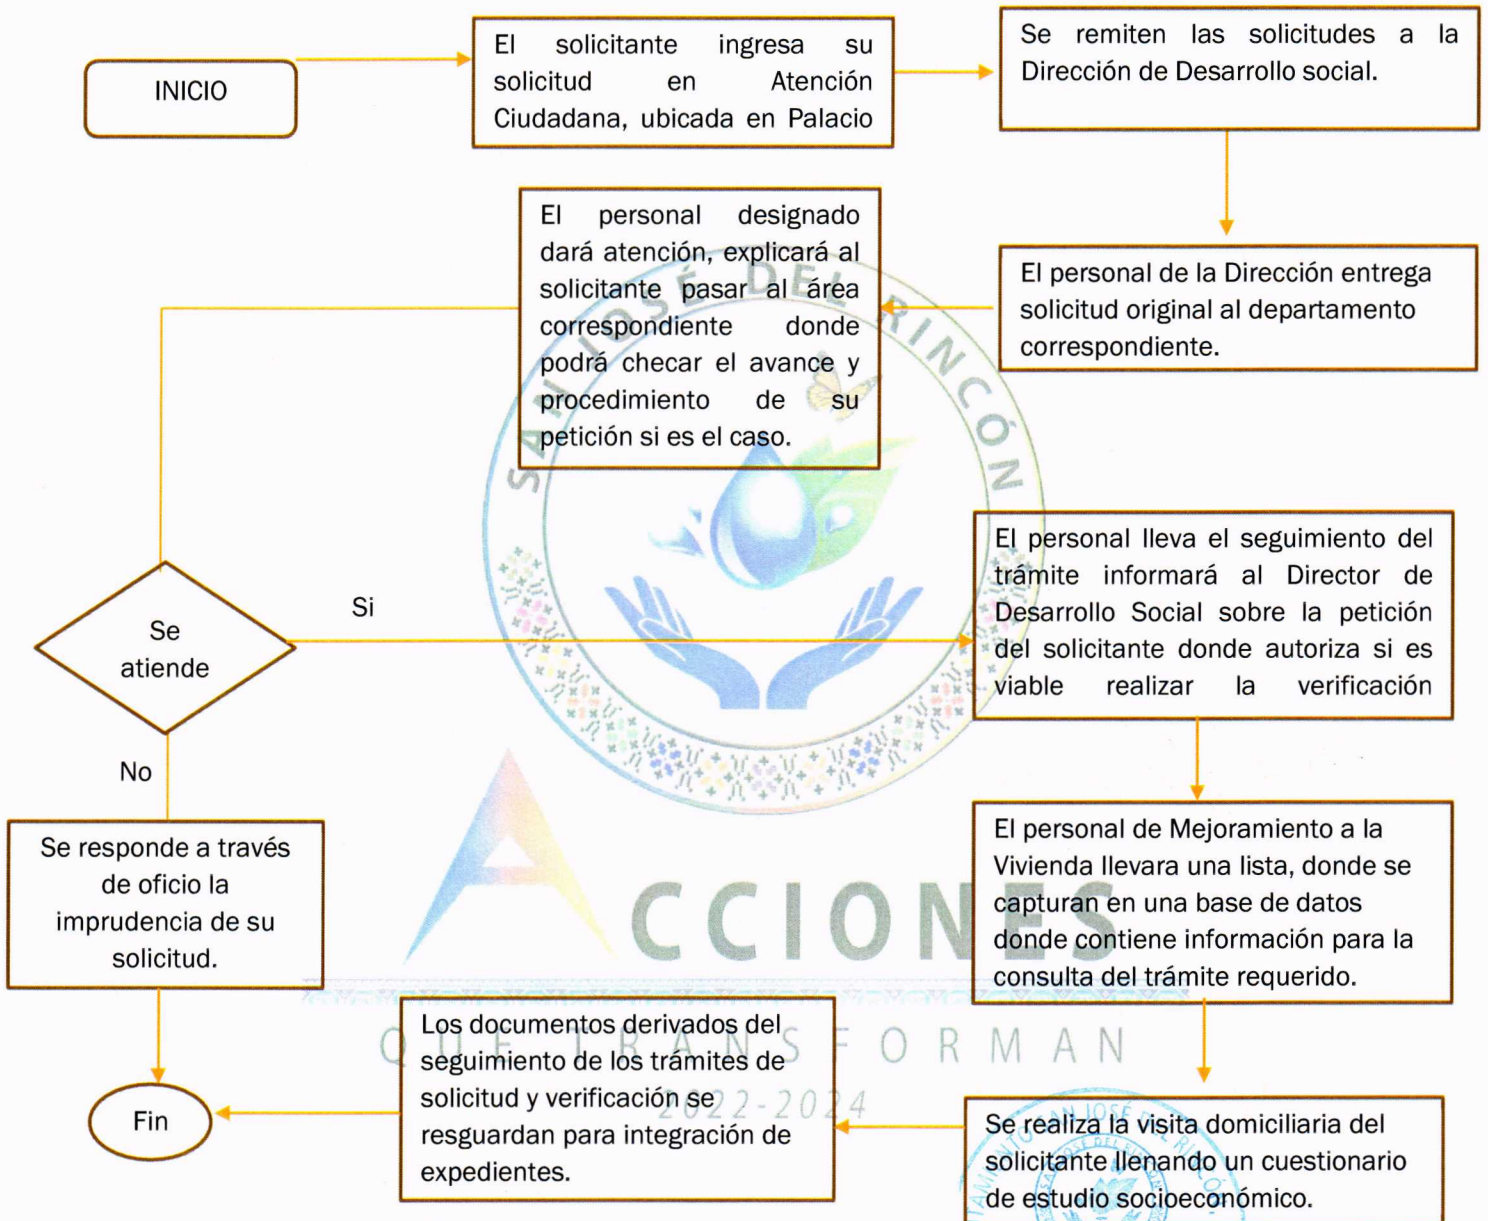 INICIO
El solicitante ingresa su
solicitud en Atención
Ciudadana, ubicada en Palacio
Se remiten las solicitudes a la
Dirección de Desarrollo social.
El personal de la Dirección entrega
solicitud original al departamento
correspondiente.
El personal designado
dará atención, explicará al
solicitante pasar al área
correspondiente donde
podrá checar el avance y
procedimiento de su
petición si es el caso.
Se
atiende
Si
El personal lleva el seguimiento del
trámite informará al Director de
Desarrollo Social sobre la petición
del solicitante donde autoriza si es
viable realizar la verificación
No
Se responde a través
de oficio la
imprudencia de su
solicitud.
El personal de Mejoramiento a la
Vivienda llevara una lista, donde se
capturan en una base de datos
donde contiene información para la
consulta del trámite requerido.
Se realiza la visita domiciliaria del
solicitante llenando un cuestionario
de estudio socioeconómico.
Los documentos derivados del
seguimiento de los trámites de
solicitud y verificación se
resguardan para integración de
expedientes.
Fin
SAN JOSÉ DEL RINCÓN
ACCIONES
QUE TRANSFORMAN
2022-2024
SAN JOSÉ DEL RINCÓN,